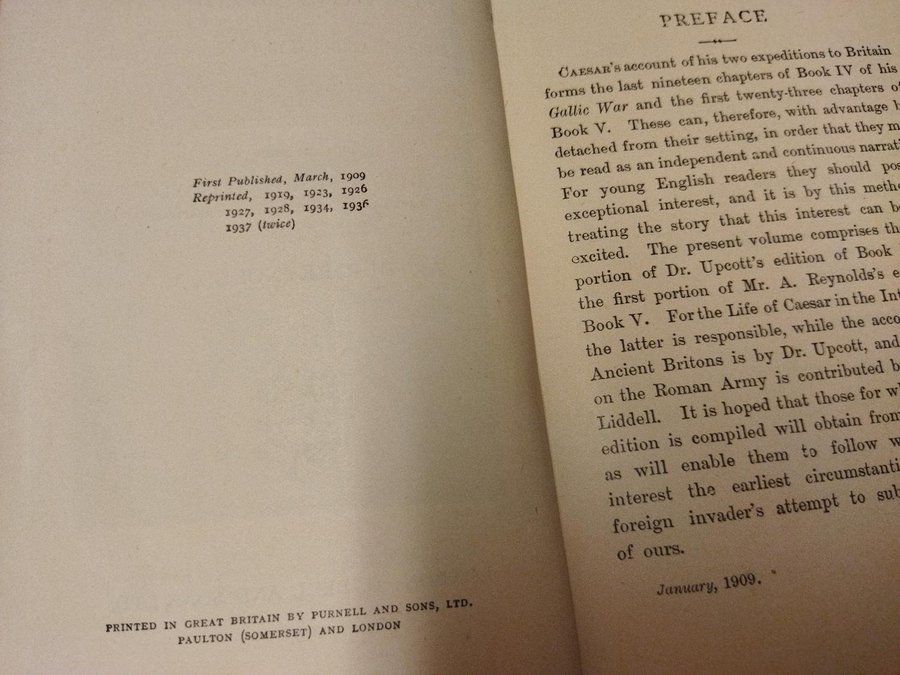 First Published, March, 1909
Reprinted, 1919, 1923, 1926
1927, 1928, 1934, 1936
1937 (twice)
PRINTED IN GREAT BRITAIN BY PURNELL AND SONS, LTD.
PAULTON (SOMERSET) AND LONDON
PREFACE
CAESAR'S account of his two expeditions to Britain
forms the last nineteen chapters of Book IV of his
Gallic War and the first twenty-three chapters of
Book V. These can, therefore, with advantage
detached from their setting, in order that they
be read as an independent and continuous
For young English readers they should
exceptional interest, and it is by this
treating the story that this interest can
excited. The present volume comprises
portion of Dr. Upcott's edition of Book
the first portion of Mr. A. Reynolds's
Book V. For the Life of Caesar in the
the latter is responsible, while the
Ancient Britons is by Dr. Upcott, and
on the Roman Army is contributed
Liddell. It is hoped that those for
edition is compiled will obtain from
as will enable them to follow
interest the earliest
foreign invader's attempt to
of ours.
January, 1909.